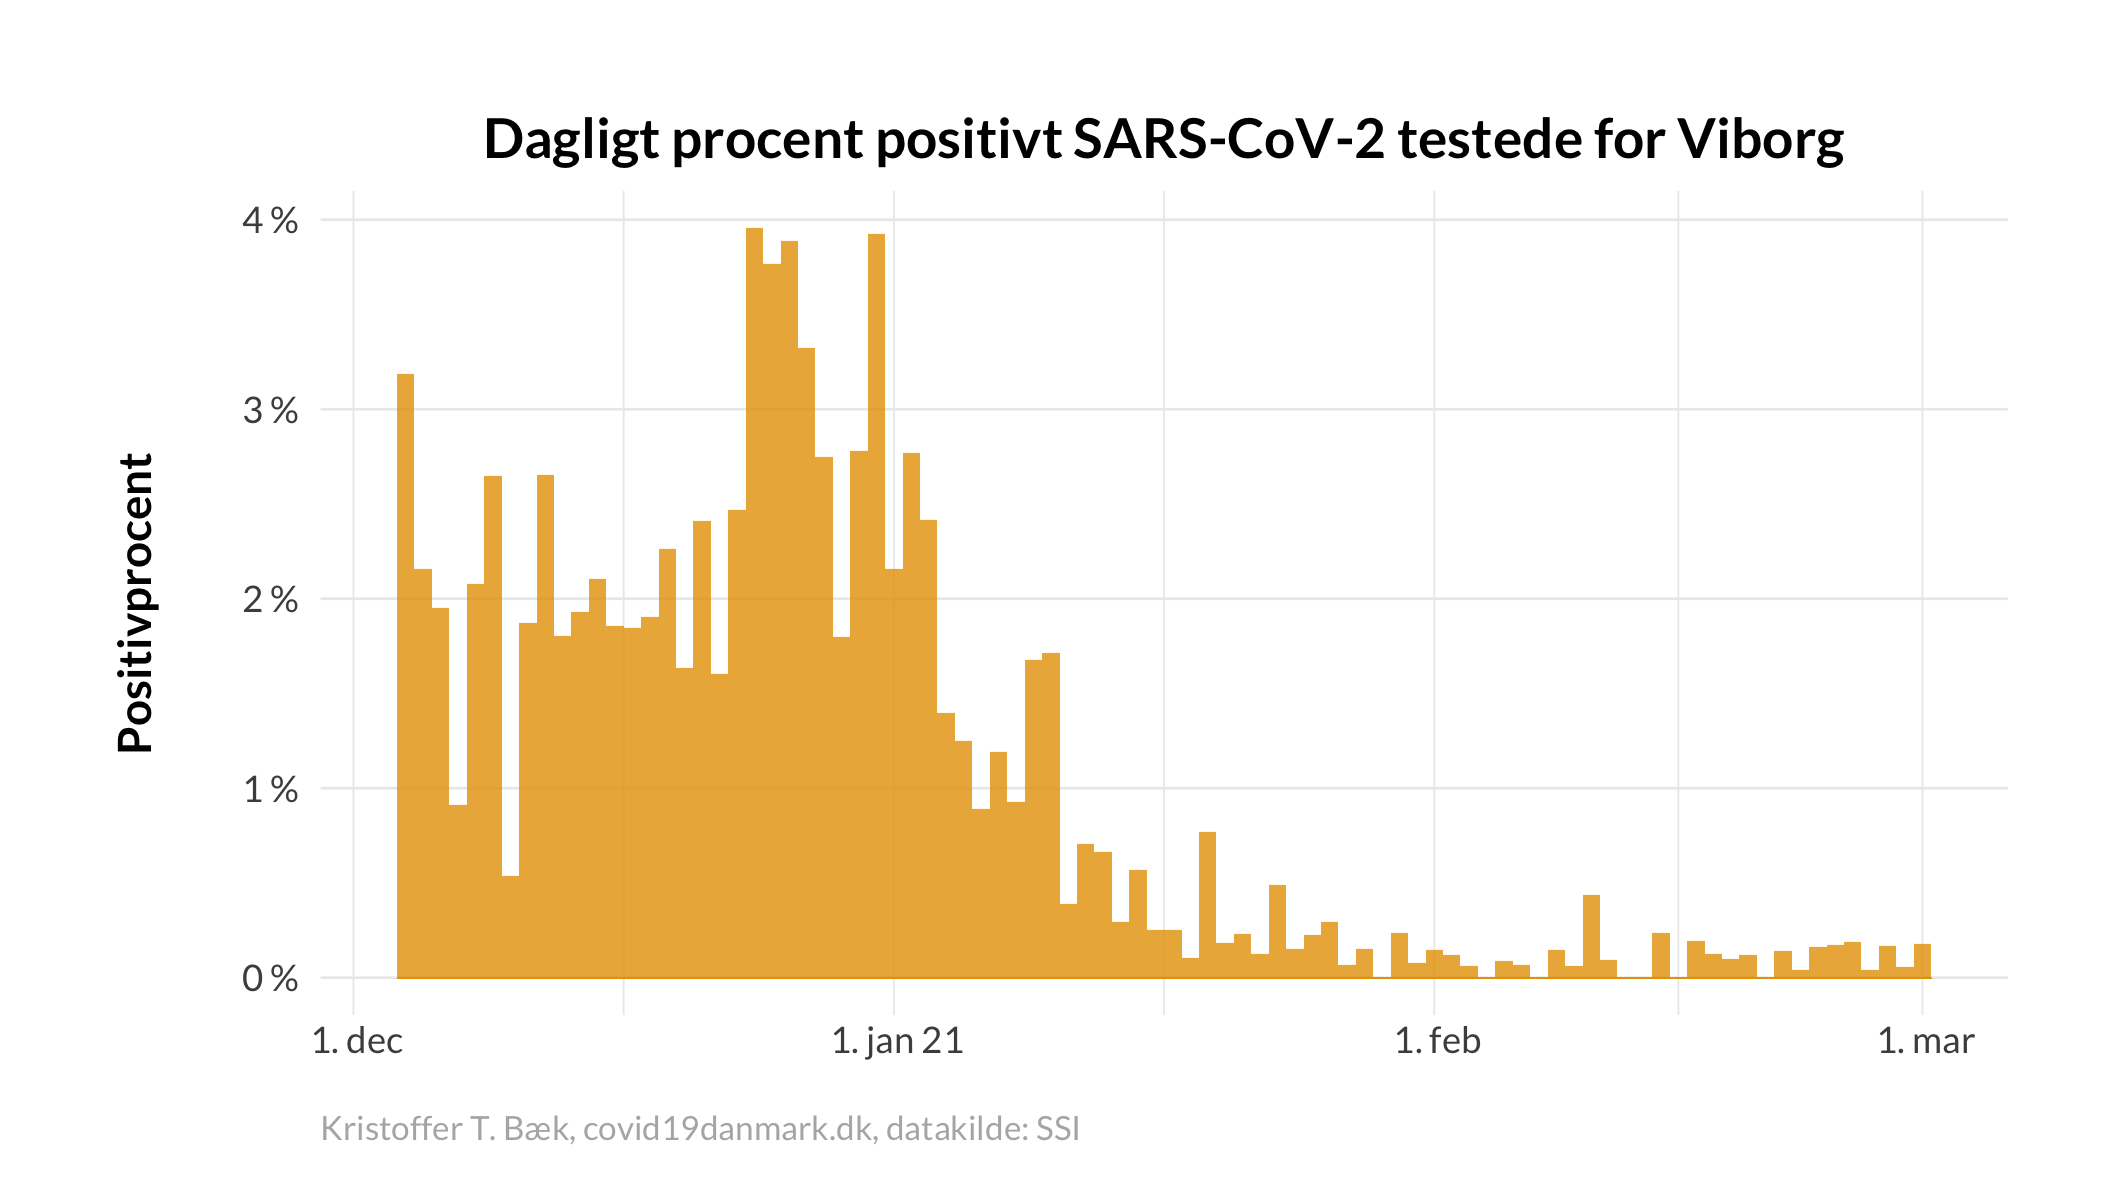 Dagligt procent positivt SARS-CoV-2 testede for Viborg
Positivprocent
4 %
3 %
2 %
1 %
0 %
1. dec
1. jan 21
1. feb
1. mar
Kristoffer T. Bæk, covid19danmark.dk, datakilde: SSI